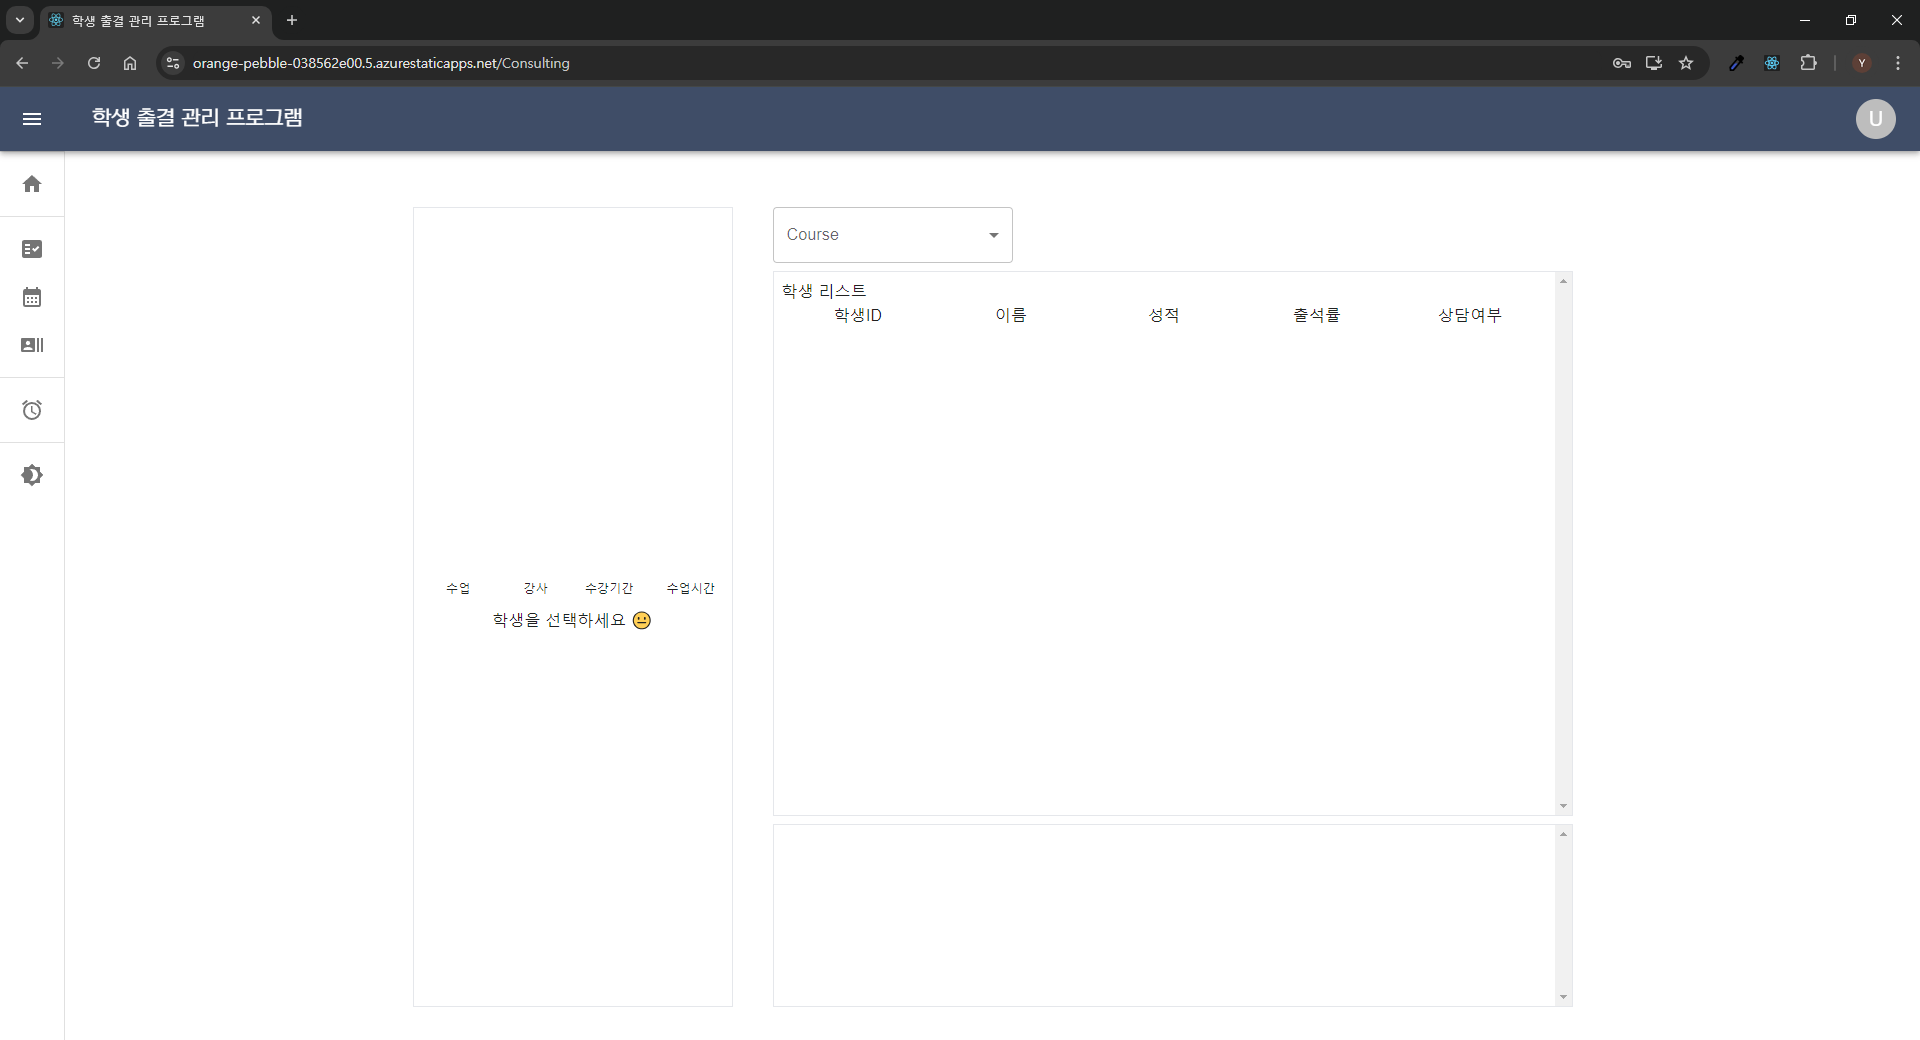 학생 출결 관리 프로그램
orange-pebble-038562e00.5.azurestaticapps.net/Consulting
Y
학생 출결 관리 프로그램
U
Course
학생 리스트
학생ID 이름 성적 출석률 상담여부
수업 강사 수강기간 수업시간
학생을 선택하세요 😐